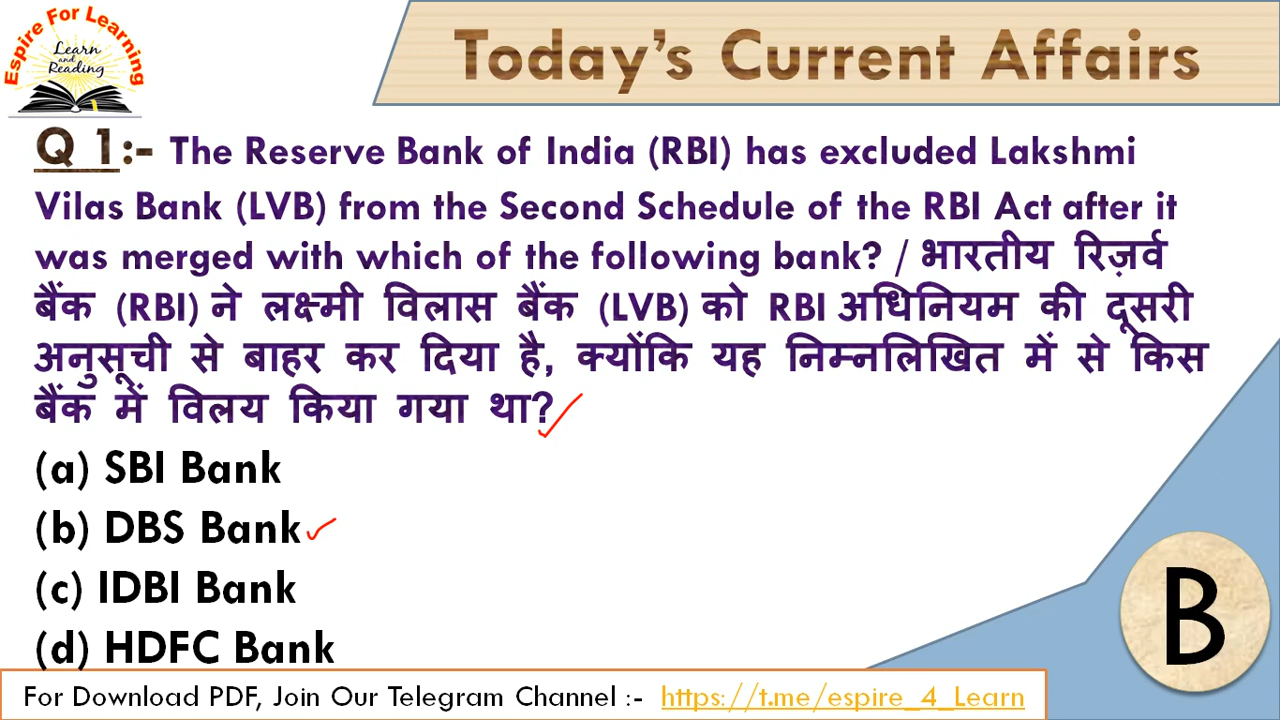 Espire For Learning
Learn
and
Reading
Today's Current Affairs
Q 1:- The Reserve Bank of India (RBI) has excluded Lakshmi
Vilas Bank (LVB) from the Second Schedule of the RBI Act after it
was merged with which of the following bank? / भारतीय रिज़र्व
बैंक (RBI) ने लक्ष्मी विलास बैंक (LVB) को RBI अधिनियम की दूसरी
अनुसूची से बाहर कर दिया है, क्योंकि यह निम्नलिखित में से किस
बैंक में विलय किया गया था?
(a) SBI Bank
(b) DBS Bank
(c) IDBI Bank
(d) HDFC Bank
B
For Download PDF, Join Our Telegram Channel :- https://t.me/espire_4_Learn